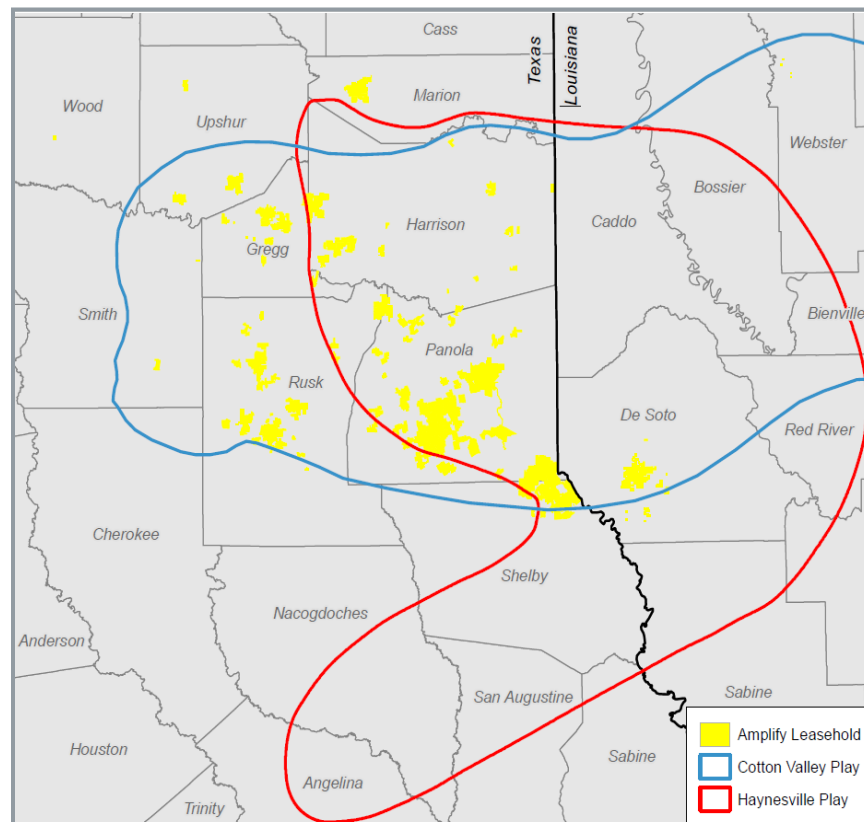 Cass
Texas
Louisiana
Wood
Marion
Upshur
Webster
Bossier
Harrison
Caddo
Gregg
Smith
Bienville
Panola
Rusk
De Soto
Red River
Cherokee
Shelby
Nacogdoches
Anderson
San Augustine
Sabine
Houston
Sabine
Angelina
Trinity
Amplify Leasehold
Cotton Valley Play
Haynesville Play